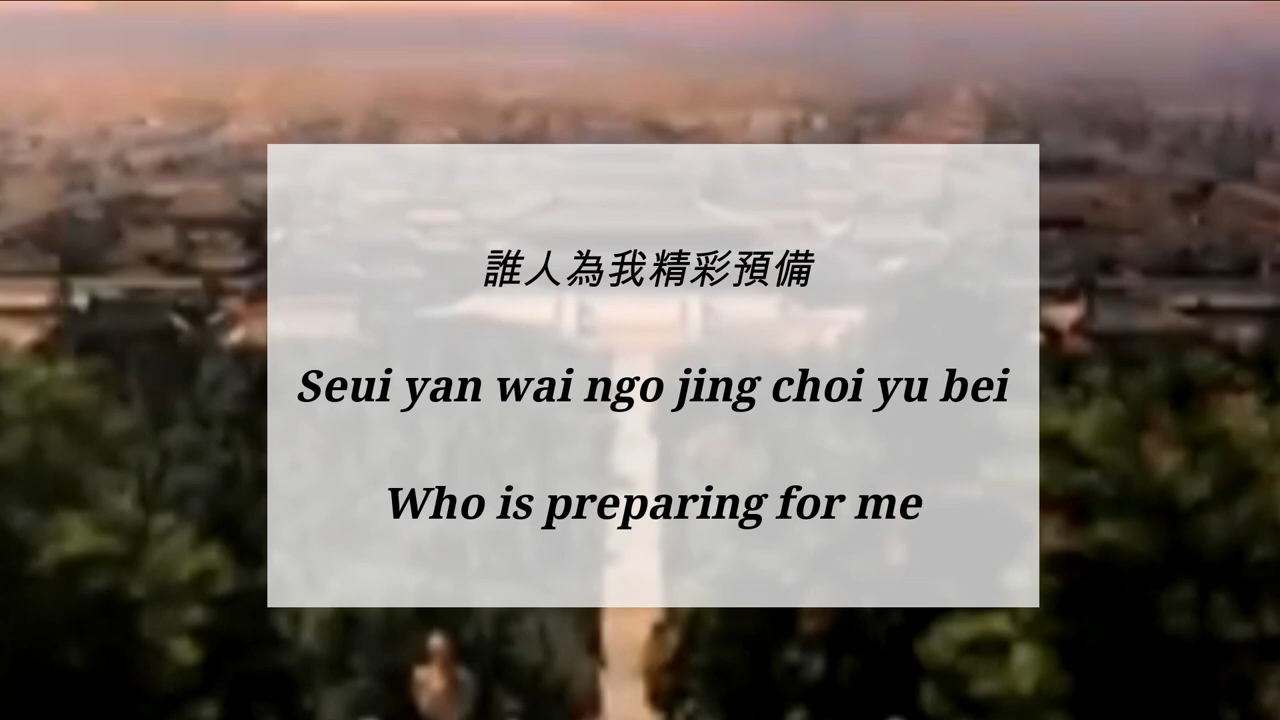 誰人為我精彩預備
Seui yan wai ngo jing choi yu bei
Who is preparing for me